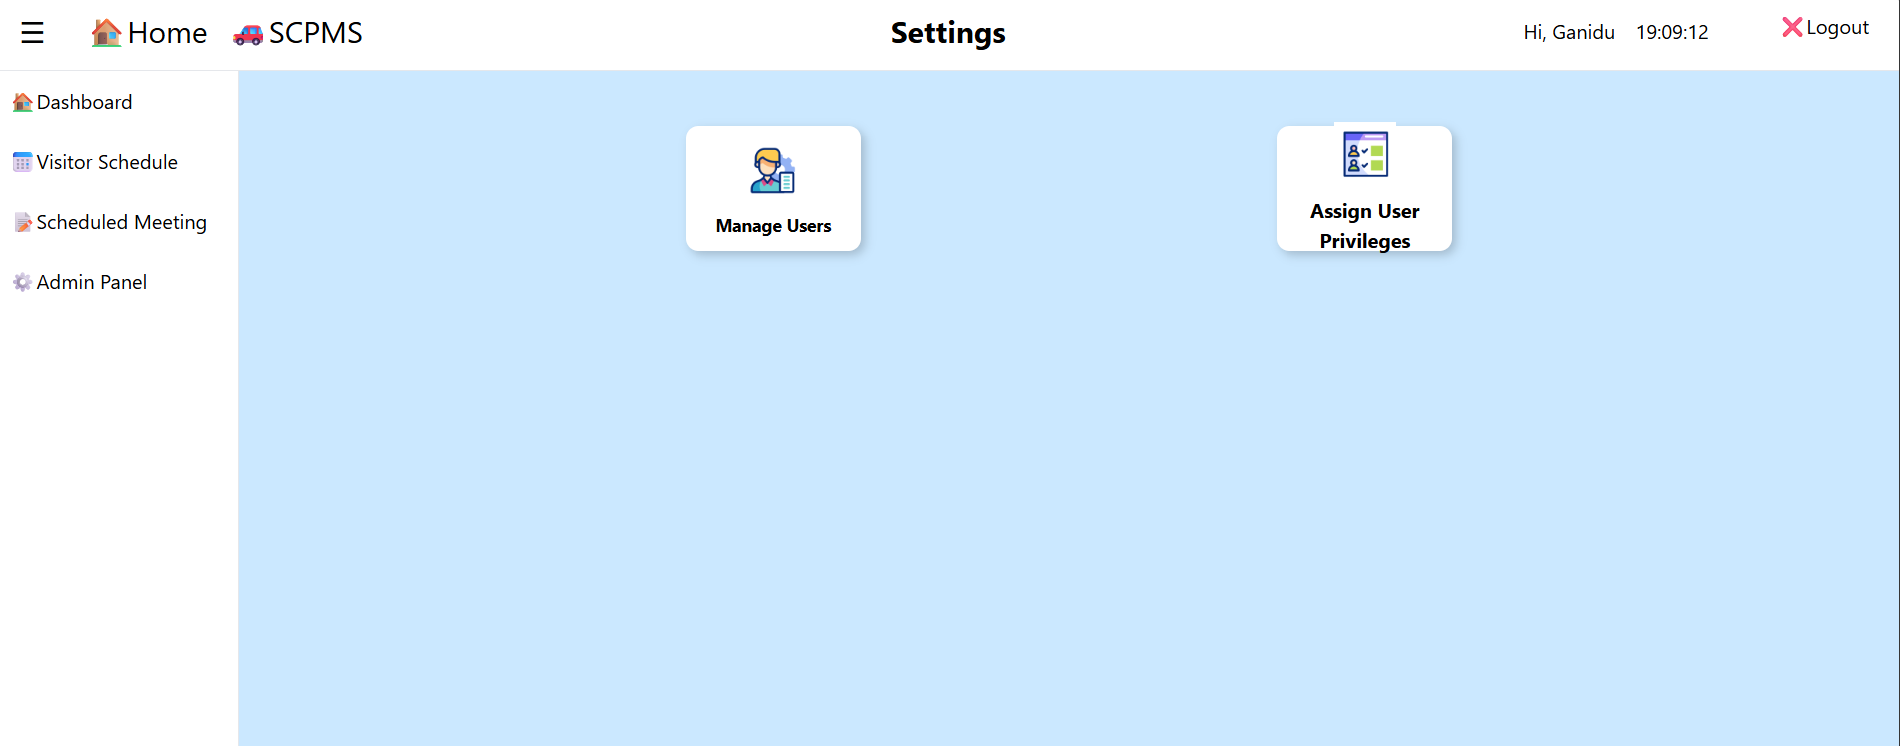 ☰ Home SCPMS Settings Hi, Ganidu 19:09:12 Logout
Dashboard
Visitor Schedule
Scheduled Meeting
Admin Panel
Manage Users
Assign User
Privileges